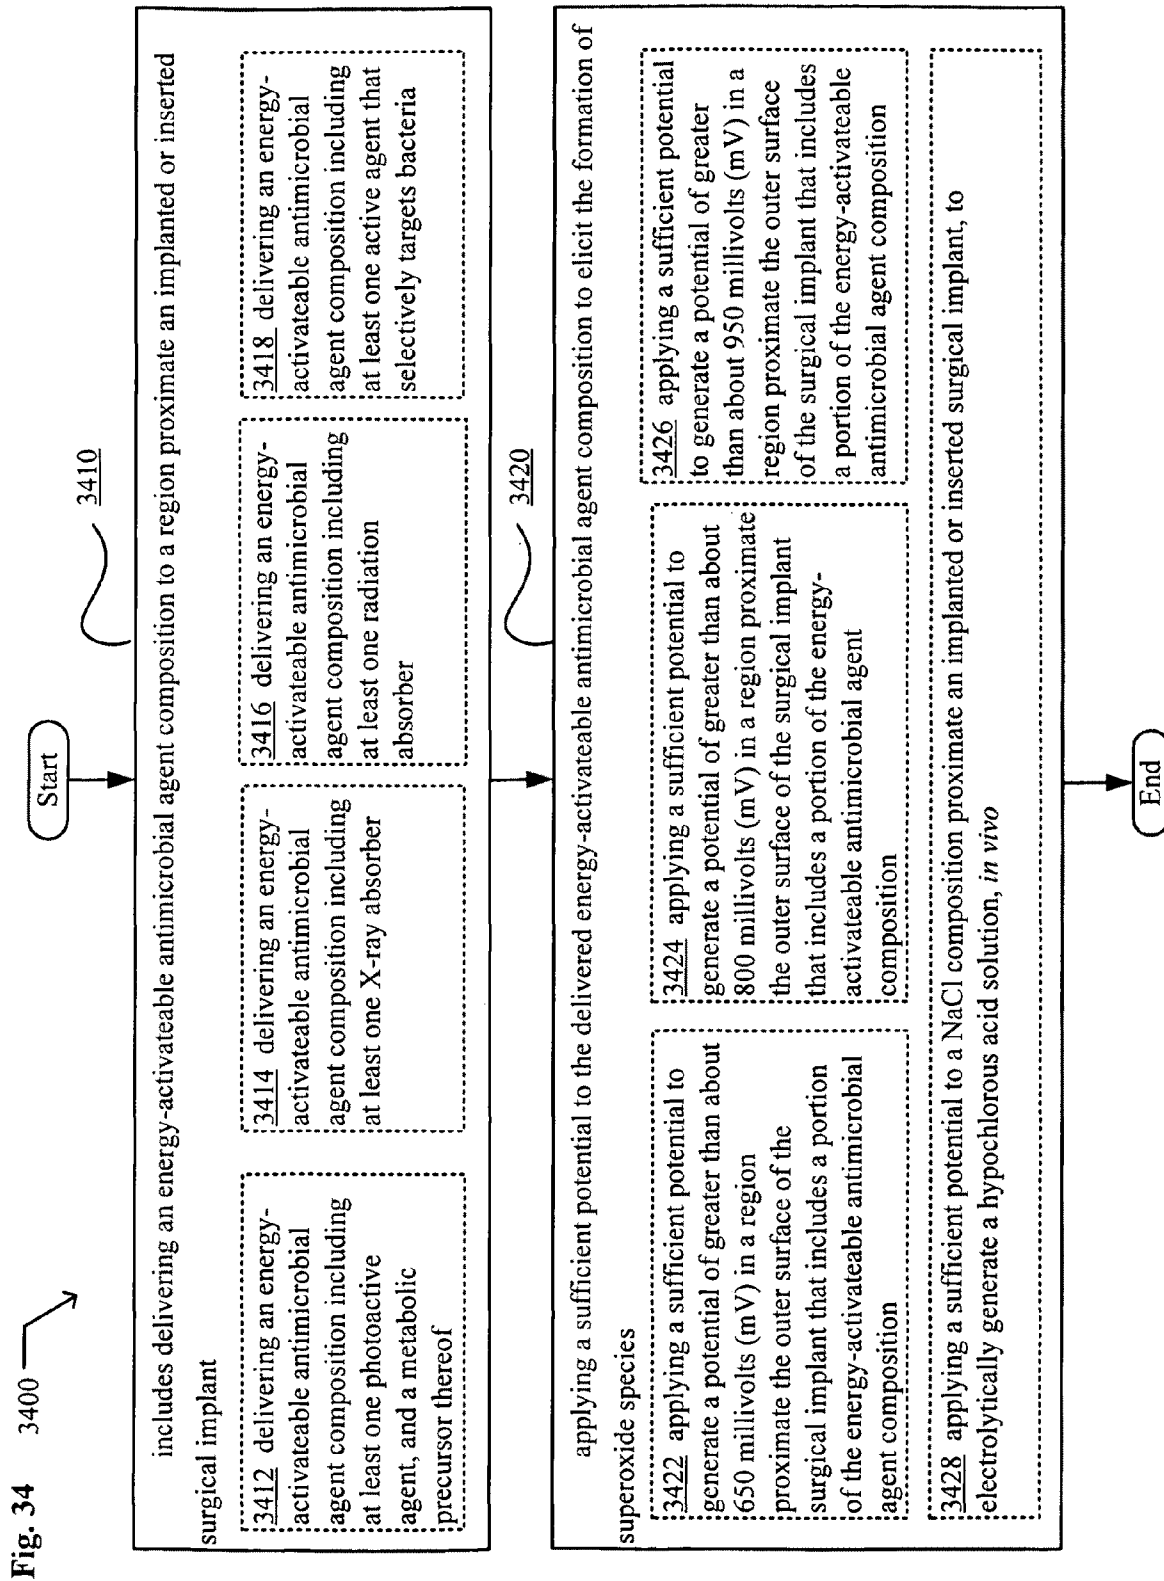 Fig. 34
3400
Start
3410
includes delivering an energy-activateable antimicrobial agent composition to a region proximate an implanted or inserted
surgical implant
3412 delivering an energy-
activateable antimicrobial
agent composition including
at least one photoactive
agent, and a metabolic
precursor thereof
3414 delivering an energy-
activateable antimicrobial
agent composition including
at least one X-ray absorber
3416 delivering an energy-
activateable antimicrobial
agent composition including
at least one radiation
absorber
3418 delivering an energy-
activateable antimicrobial
agent composition including
at least one active agent that
selectively targets bacteria
3420
applying a sufficient potential to the delivered energy-activateable antimicrobial agent composition to elicit the formation of
superoxide species
3422 applying a sufficient potential to
generate a potential of greater than about
650 millivolts (mV) in a region
proximate the outer surface of the
surgical implant that includes a portion
of the energy-activateable antimicrobial
agent composition
3424 applying a sufficient potential to
generate a potential of greater than about
800 millivolts (mV) in a region proximate
the outer surface of the surgical implant
that includes a portion of the energy-
activateable antimicrobial agent
composition
3426 applying a sufficient potential
to generate a potential of greater
than about 950 millivolts (mV) in a
region proximate the outer surface
of the surgical implant that includes
a portion of the energy-activateable
antimicrobial agent composition
3428 applying a sufficient potential to a NaCl composition proximate an implanted or inserted surgical implant, to
electrolytically generate a hypochlorous acid solution, in vivo
End